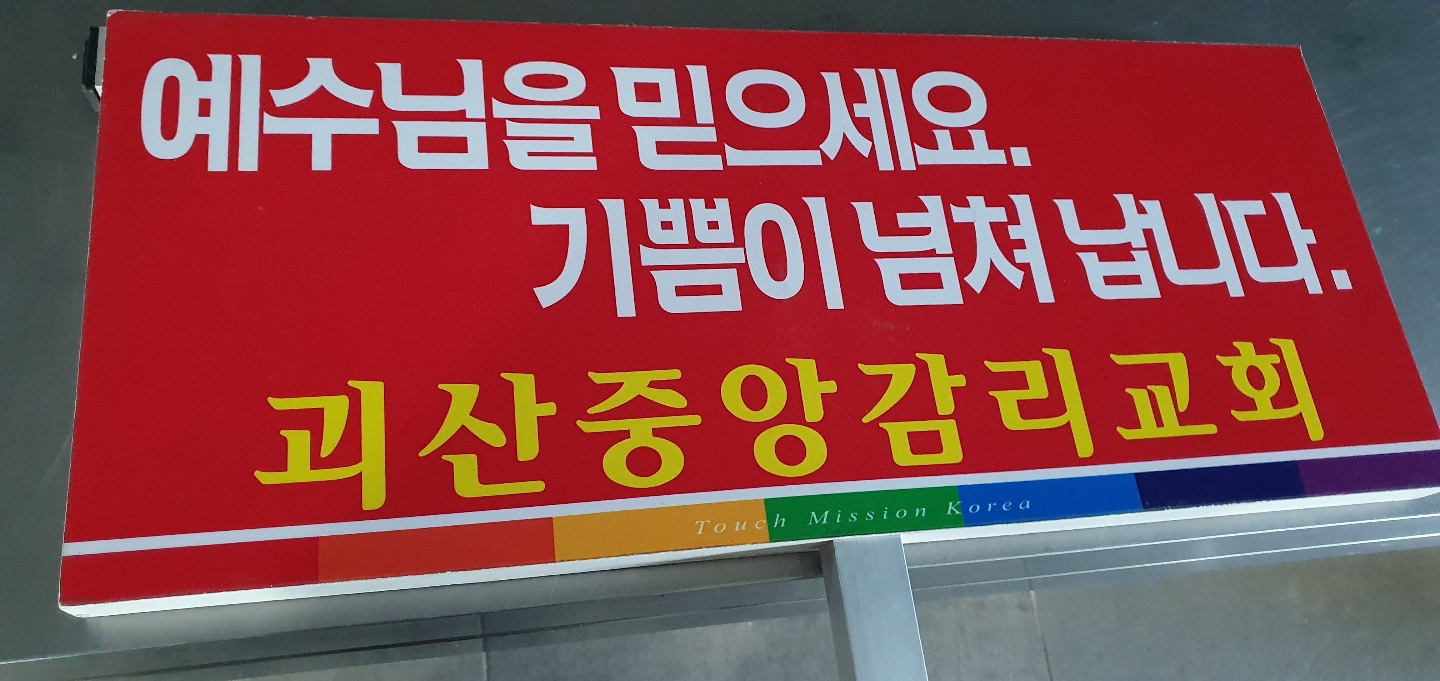 예수님을 믿으세요.
기쁨이 넘쳐 납니다.
괴산중앙감리교회
Touch Mission Korea